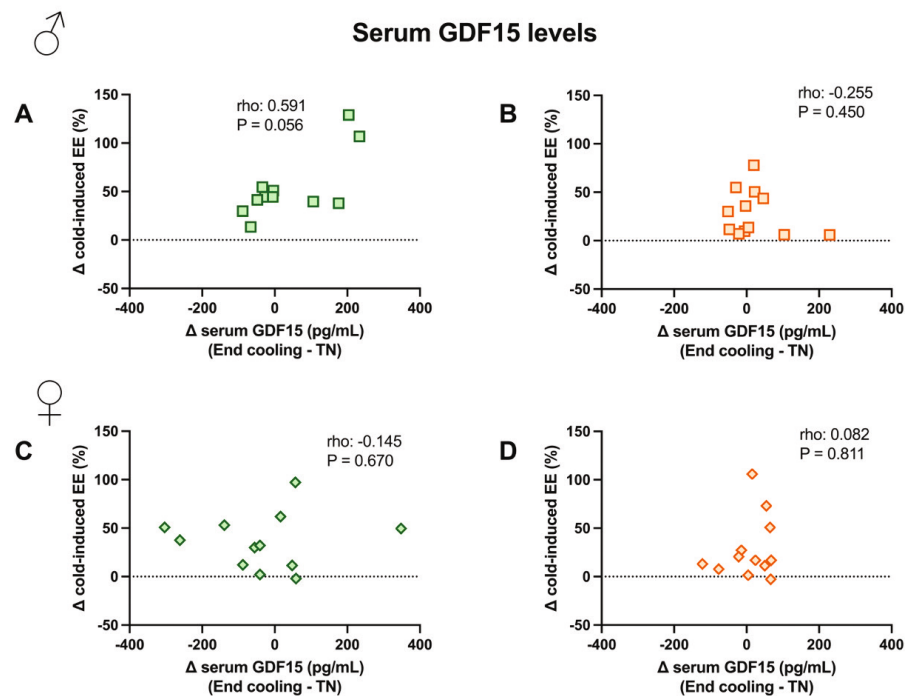 Serum GDF15 levels
A
rho: 0.591
P = 0.056
Δ cold-induced EE (%)
150
100
50
0
-50
-400
-200
0
200
400
Δ serum GDF15 (pg/mL)
(End cooling - TN)
B
rho: -0.255
P = 0.450
Δ cold-induced EE (%)
150
100
50
0
-50
-400
-200
0
200
400
Δ serum GDF15 (pg/mL)
(End cooling - TN)
C
rho: -0.145
P = 0.670
Δ cold-induced EE (%)
150
100
50
0
-50
-400
-200
0
200
400
Δ serum GDF15 (pg/mL)
(End cooling - TN)
D
rho: 0.082
P = 0.811
Δ cold-induced EE (%)
150
100
50
0
-50
-400
-200
0
200
400
Δ serum GDF15 (pg/mL)
(End cooling - TN)